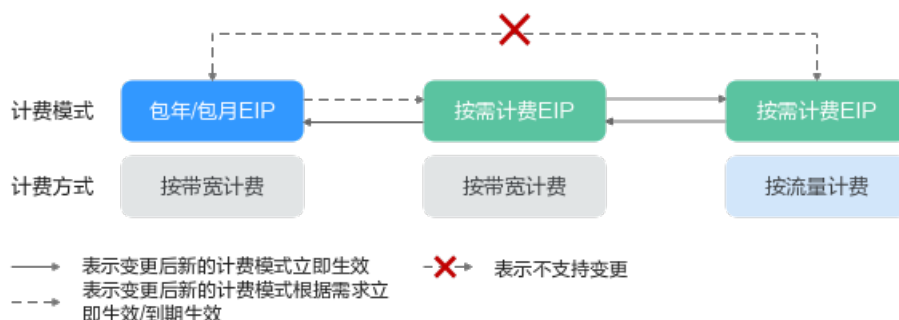 计费模式
包年/包月EIP
按需计费EIP
按需计费EIP
计费方式
按带宽计费
按带宽计费
按流量计费
表示变更后新的计费模式立即生效
表示不支持变更
表示变更后新的计费模式根据需求立
即生效/到期生效